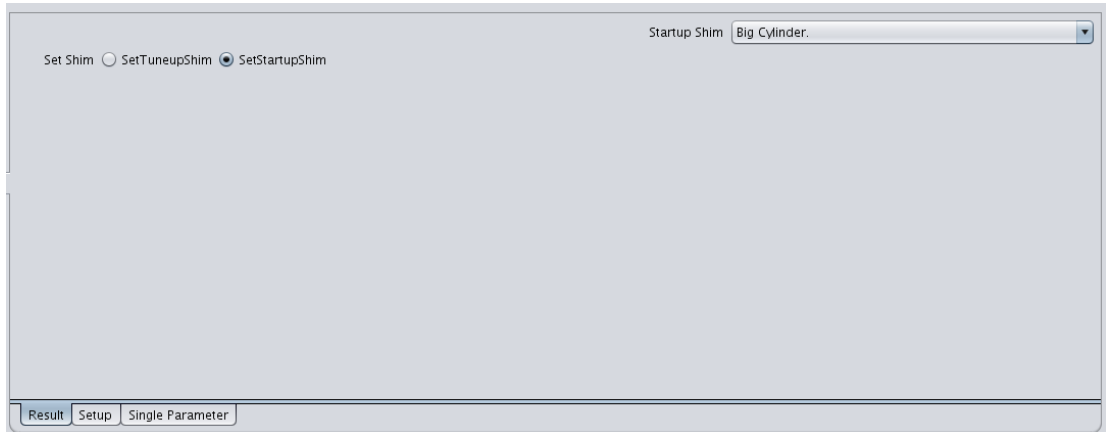 Startup Shim Big Cylinder.
Set Shim SetTuneupShim SetStartupShim
Result Setup Single Parameter